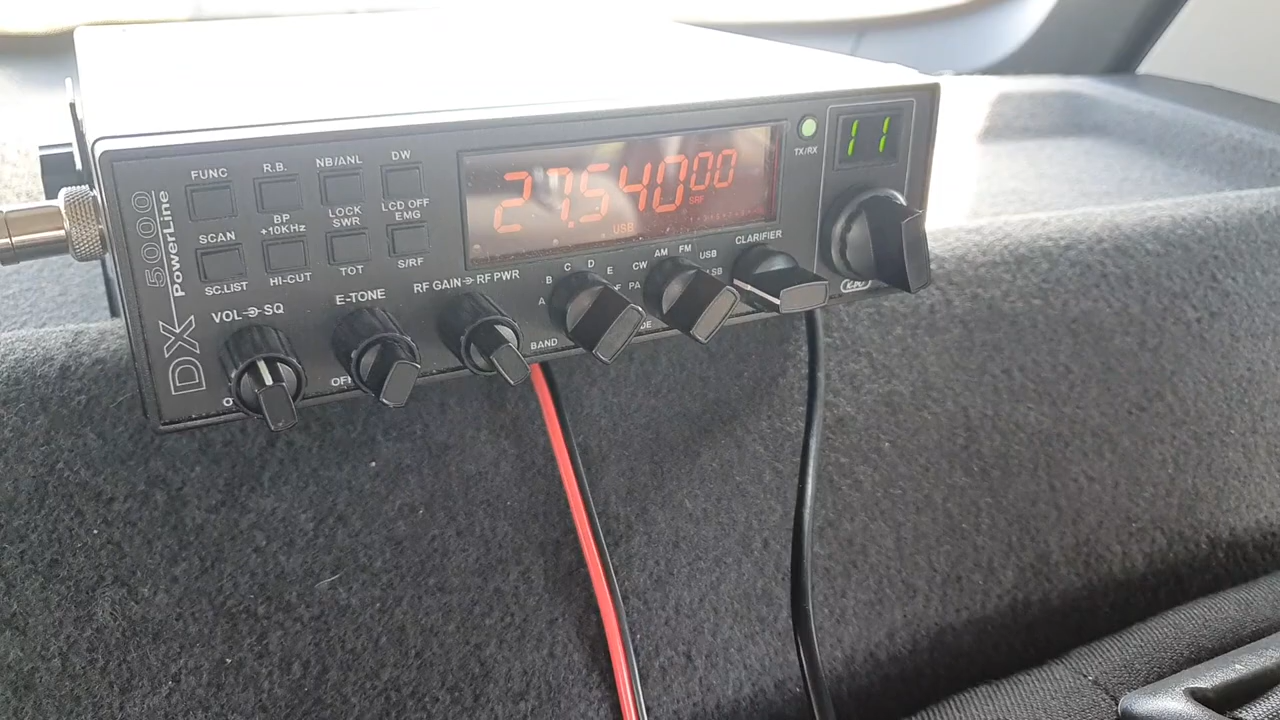 DX 5000
PowerLine
FUNC
R.B.
NB/ANL
DW
SCAN
BP
+10KHz
LOCK
SWR
LCD OFF
EMG
SC.LIST
HI-CUT
TOT
S/RF
VOL SQ
E-TONE
RF GAIN RF PWR
27.54000
SRF
USB
TX/RX
11
A B C D E F
BAND
PA CW AM FM USB LSB
CLARIFIER